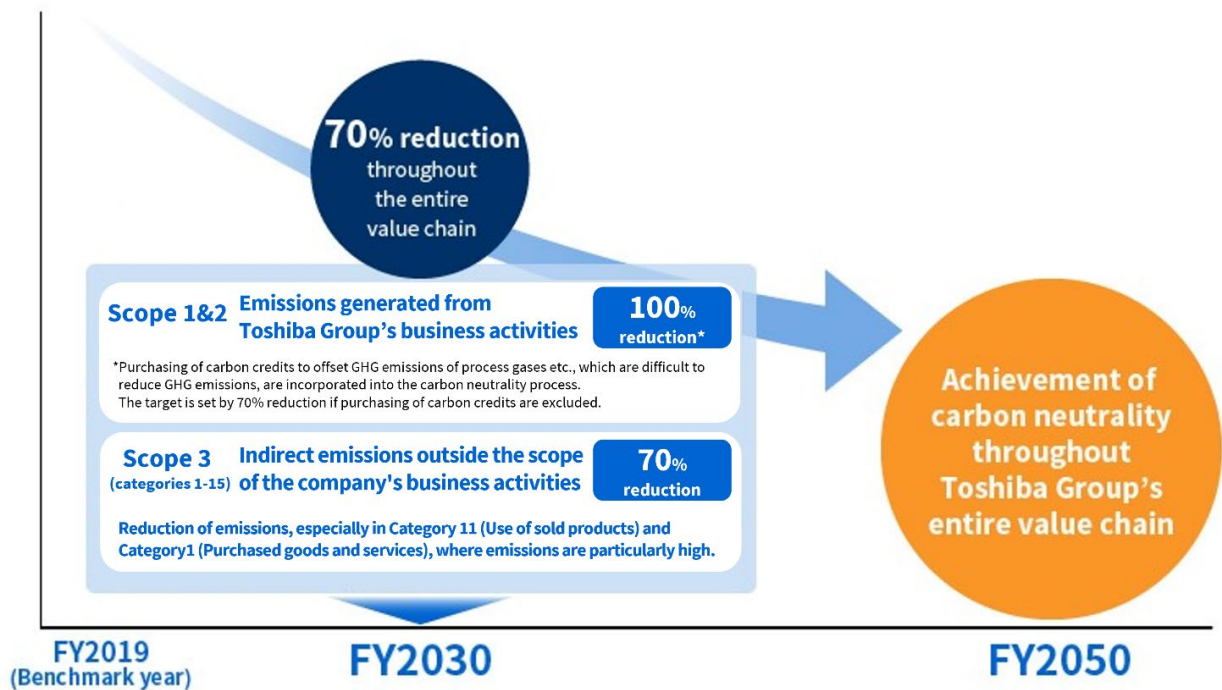 70% reduction
throughout
the entire
value chain
Scope 1&2
Emissions generated from
Toshiba Group's business activities
100%
reduction*
*Purchasing of carbon credits to offset GHG emissions of process gases etc., which are difficult to
reduce GHG emissions, are incorporated into the carbon neutrality process.
The target is set by 70% reduction if purchasing of carbon credits are excluded.
Scope 3
(categories 1-15)
Indirect emissions outside the scope
of the company's business activities
70%
reduction
Reduction of emissions, especially in Category 11 (Use of sold products) and
Category1 (Purchased goods and services), where emissions are particularly high.
Achievement of
carbon neutrality
throughout
Toshiba Group's
entire value chain
FY2019
(Benchmark year)
FY2030
FY2050